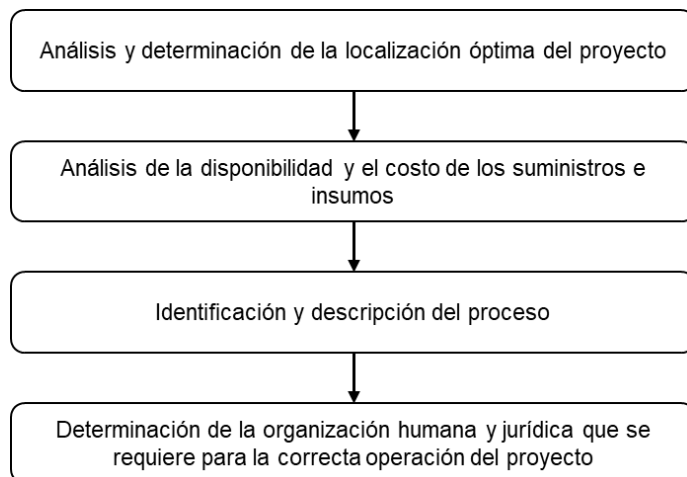 Análisis y determinación de la localización óptima del proyecto
Análisis de la disponibilidad y el costo de los suministros e
insumos
Identificación y descripción del proceso
Determinación de la organización humana y jurídica que se
requiere para la correcta operación del proyecto